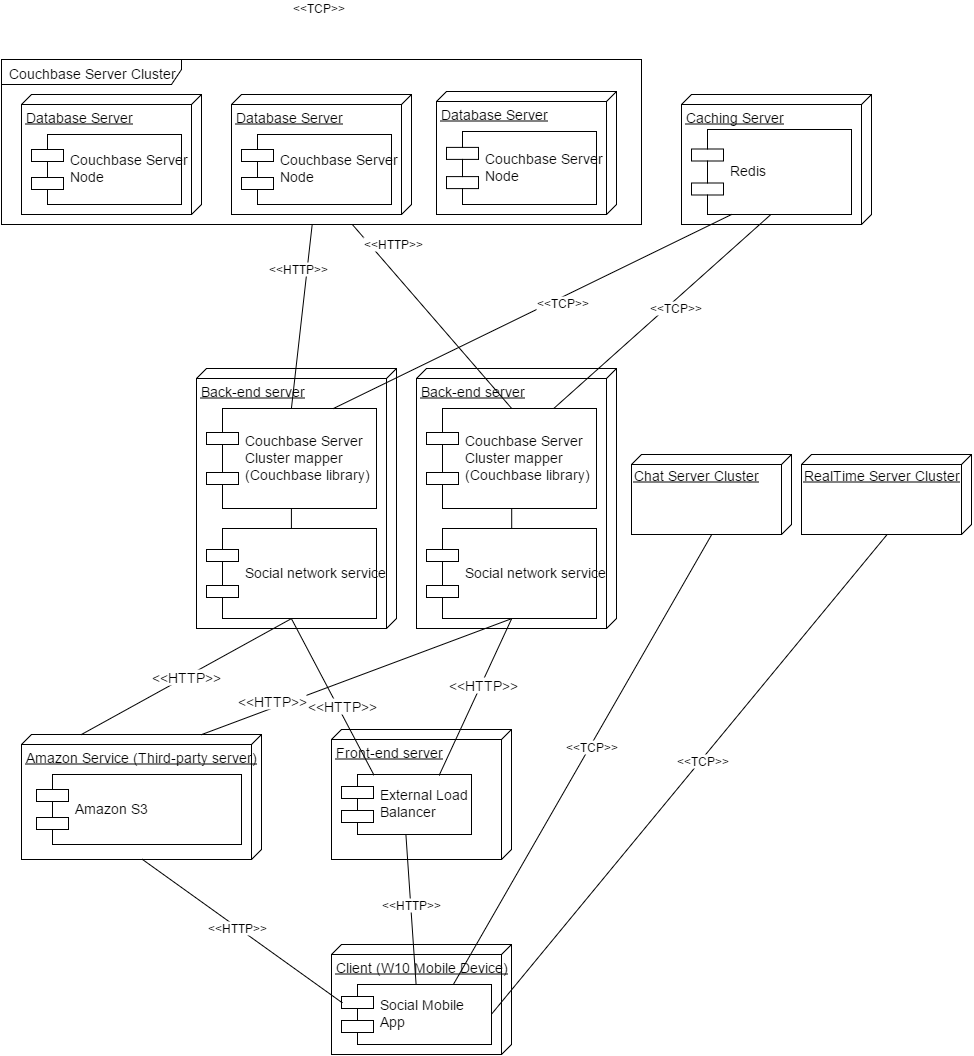 <<TCP>>
Couchbase Server Cluster
Database Server
Couchbase Server
Node
Database Server
Couchbase Server
Node
Database Server
Couchbase Server
Node
Caching Server
Redis
<<HTTP>>
<<HTTP>>
<<TCP>>
<<TCP>>
Back-end server
Couchbase Server
Cluster mapper
(Couchbase library)
Social network service
Back-end server
Couchbase Server
Cluster mapper
(Couchbase library)
Social network service
Chat Server Cluster
RealTime Server Cluster
<<HTTP>>
<<HTTP>>
<<HTTP>>
<<HTTP>>
<<TCP>>
<<TCP>>
Amazon Service (Third-party server)
Amazon S3
Front-end server
External Load
Balancer
<<HTTP>>
<<HTTP>>
Client (W10 Mobile Device)
Social Mobile
App